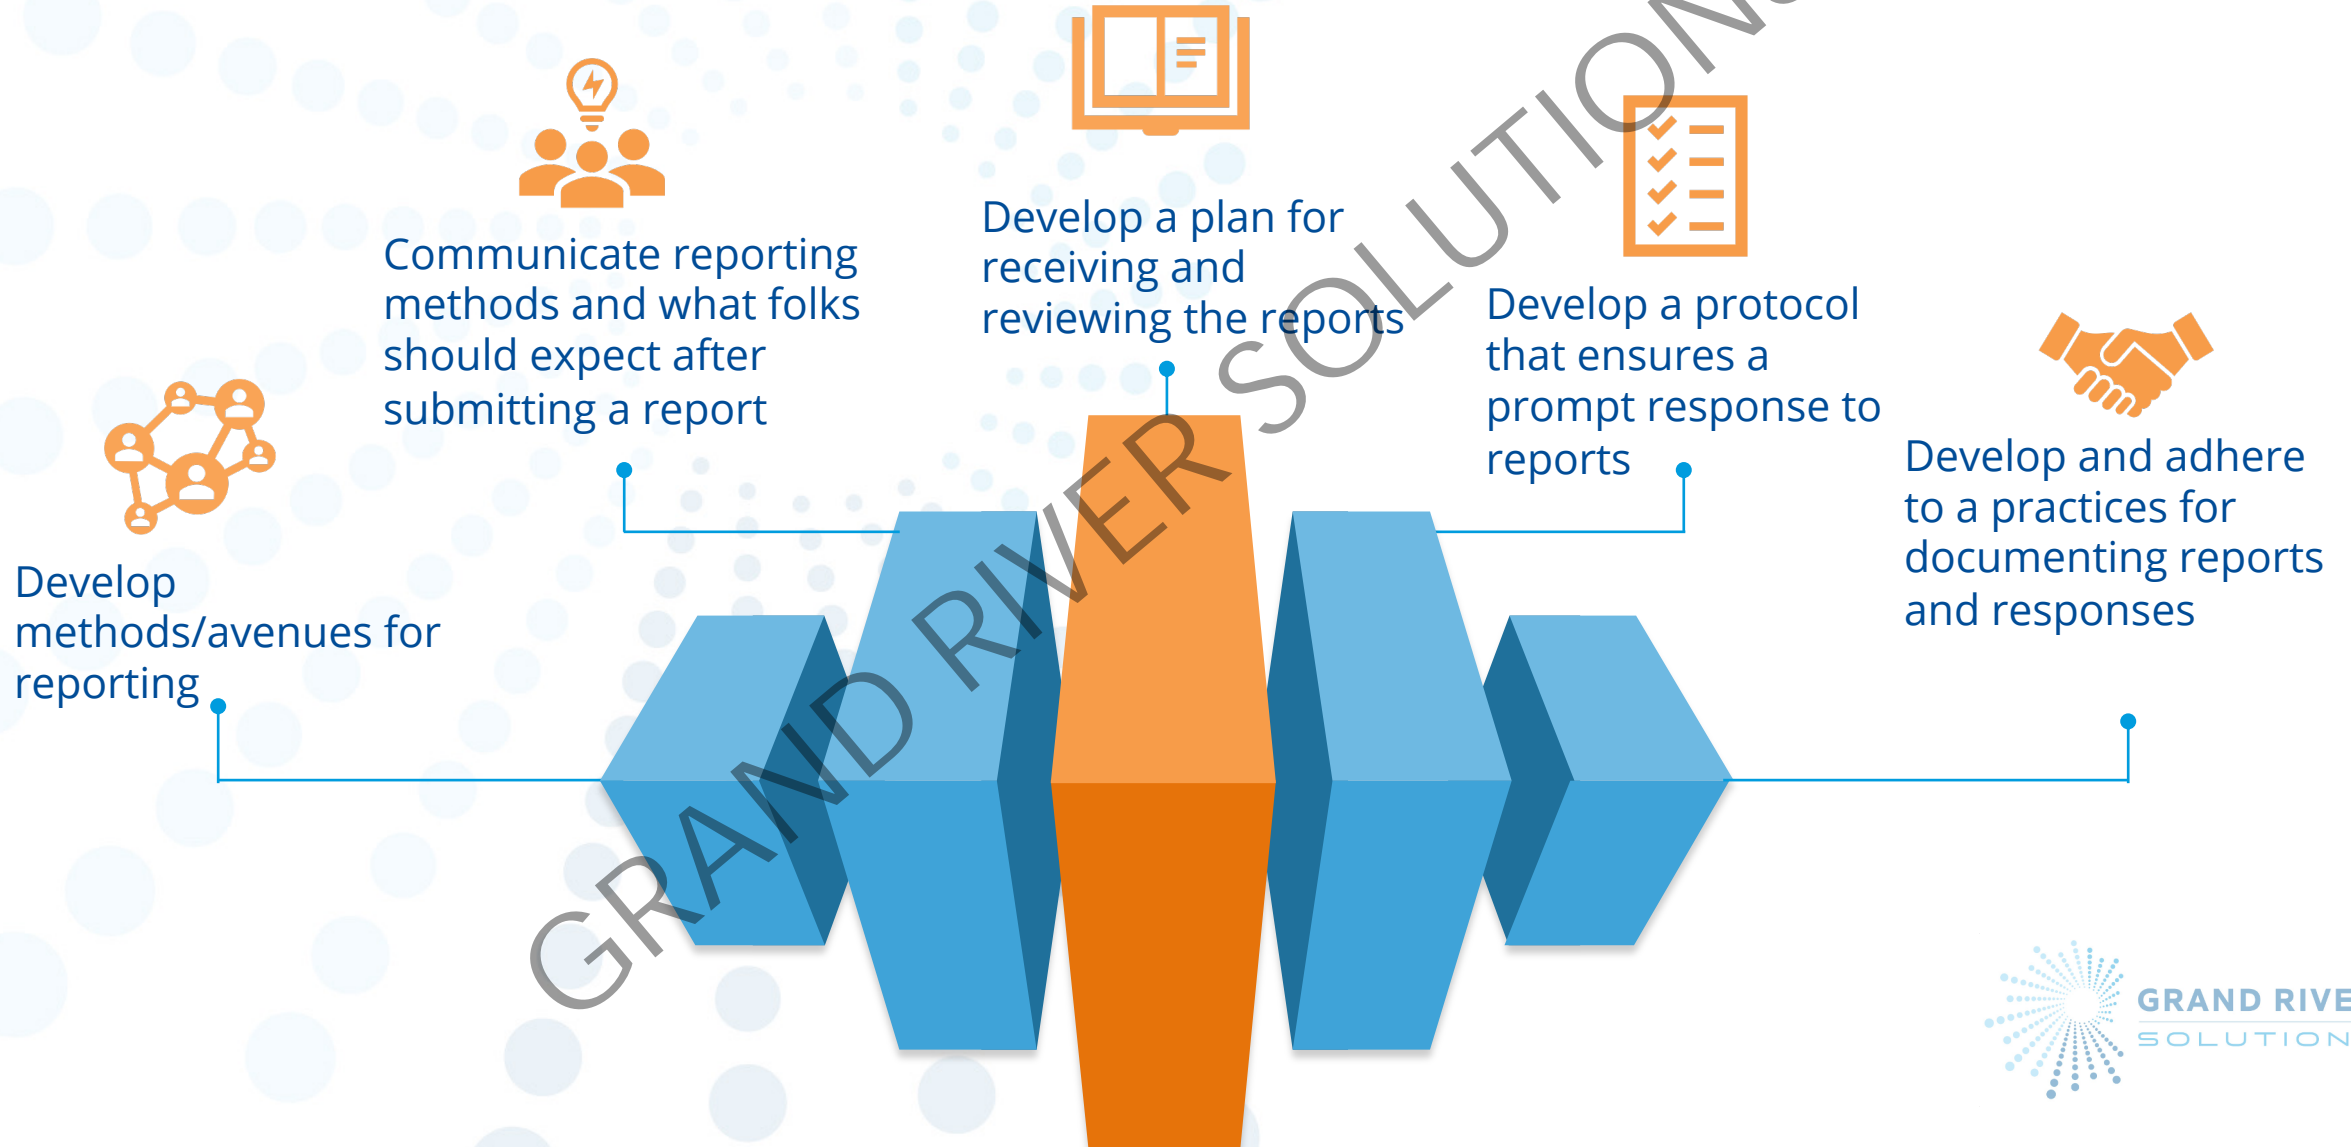 Develop
methods/avenues for
reporting
Communicate reporting
methods and what folks
should expect after
submitting a report
Develop a plan for
receiving and
reviewing the reports
Develop a protocol
that ensures a
prompt response to
reports
Develop and adhere
to a practices for
documenting reports
and responses
GRAND RIVER SOLUTIONS
GRAND RIVE
SOLUTION